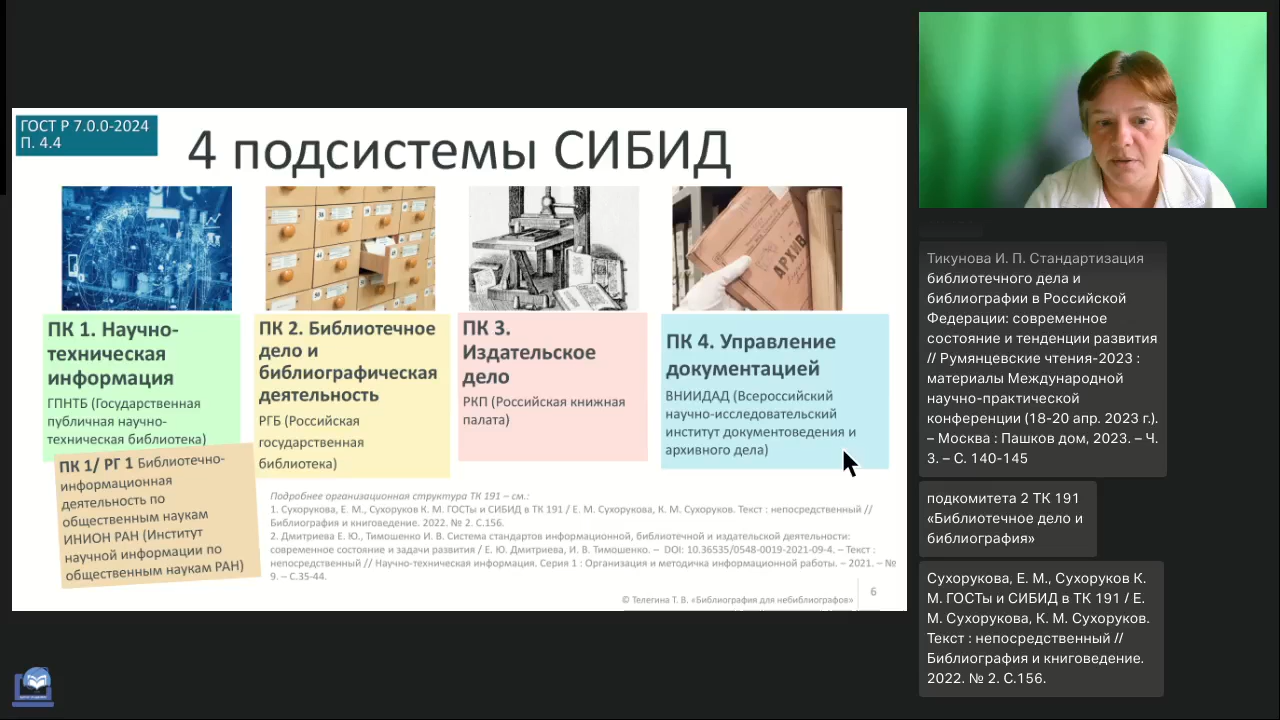 ГОСТ Р 7.0.0-2024
П. 4.4
4 подсистемы СИБИД
АРХИВ
ПК 1. Научно-
техническая
информация
ГПНТБ (Государственная
публичная научно-
техническая библиотека)
ПК 1/ РГ 1 Библиотечно-
информационная
деятельность по
общественным наукам
ИНИОН РАН (Институт
научной информации по
общественным наукам РАН)
ПК 2. Библиотечное
дело и
библиографическая
деятельность
РГБ (Российская
государственная
библиотека)
ПК 3.
Издательское
дело
РКП (Российская книжная
палата)
ПК 4. Управление
документацией
ВНИИДАД (Всероссийский
научно-исследовательский
институт документоведения и
архивного дела)
Подробнее организационная структура ТК 191 – см.:
1. Сухорукова, Е. М., Сухоруков К. М. ГОСТы и СИБИД в ТК 191 / Е. М. Сухорукова, К. М. Сухоруков. Текст : непосредственный //
Библиография и книговедение. 2022. № 2. С.156.
2. Дмитриева Е. Ю., Тимошенко И. В. Система стандартов информационной, библиотечной и издательской деятельности:
современное состояние и задачи развития / Е. Ю. Дмитриева, И. В. Тимошенко. – DOI: 10.36535/0548-0019-2021-09-4. – Текст :
непосредственный // Научно-техническая информация. Серия 1 : Организация и методичка информационной работы. – 2021. – №
9. – С.35-44.
© Телегина Т. В. «Библиография для небиблиографов»
6
Тикунова И. П. Стандартизация
библиотечного дела и
библиографии в Российской
Федерации: современное
состояние и тенденции развития
// Румянцевские чтения-2023 :
материалы Международной
научно-практической
конференции (18-20 апр. 2023 г.).
– Москва : Пашков дом, 2023. – Ч.
3. – С. 140-145
подкомитета 2 ТК 191
«Библиотечное дело и
библиография»
Сухорукова, Е. М., Сухоруков К.
М. ГОСТы и СИБИД в ТК 191 / Е.
М. Сухорукова, К. М. Сухоруков.
Текст : непосредственный //
Библиография и книговедение.
2022. № 2. С.156.